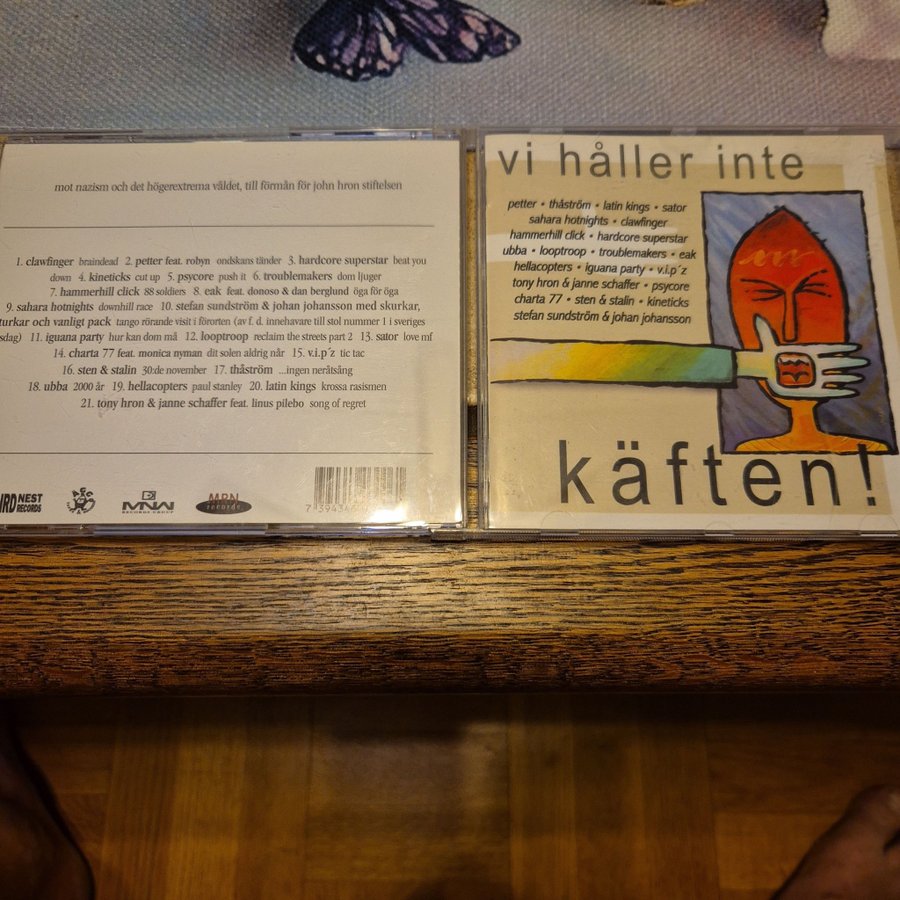 mot nazism och det högerextrema våldet, till förmån för john hron stiftelsen
1. clawfinger braindead 2. petter feat. robyn ondskans tänder 3. hardcore superstar beat you
down 4. kineticks cut up 5. psycore push it 6. troublemakers dom ljuger
7. hammerhill click 88 soldiers 8. eak feat. donoso & dan berglund öga för öga
9. sahara hotnights downhill race 10. stefan sundström & johan johansson med skurkar,
turkar och vanligt pack tango rörande visit i förorten (av f. d. innehavare till stol nummer 1 i sveriges
sdag) 11. iguana party hur kan dom må 12. looptroop reclaim the streets part 2 13. sator love mf
14. charta 77 feat. monica nyman dit solen aldrig når 15. v.i.p´z tic tac
16. sten & stalin 30:de november 17. thåström ...ingen neråtsång
18. ubba 2000 år 19. hellacopters paul stanley 20. latin kings krossa rasismen
21. tony hron & janne schaffer feat. linus pilebo song of regret
NEST
RECORDS
MNW
RECORDS GROUP
MBN
records
vi håller inte
petter • thåström • latin kings • sator
sahara hotnights • clawfinger
hammerhill click • hardcore superstar
ubba • looptroop • troublemakers • eak
hellacopters • iguana party • v.i.p´z
tony hron & janne schaffer • psycore
charta 77 • sten & stalin • kineticks
stefan sundström & johan johansson
käften!